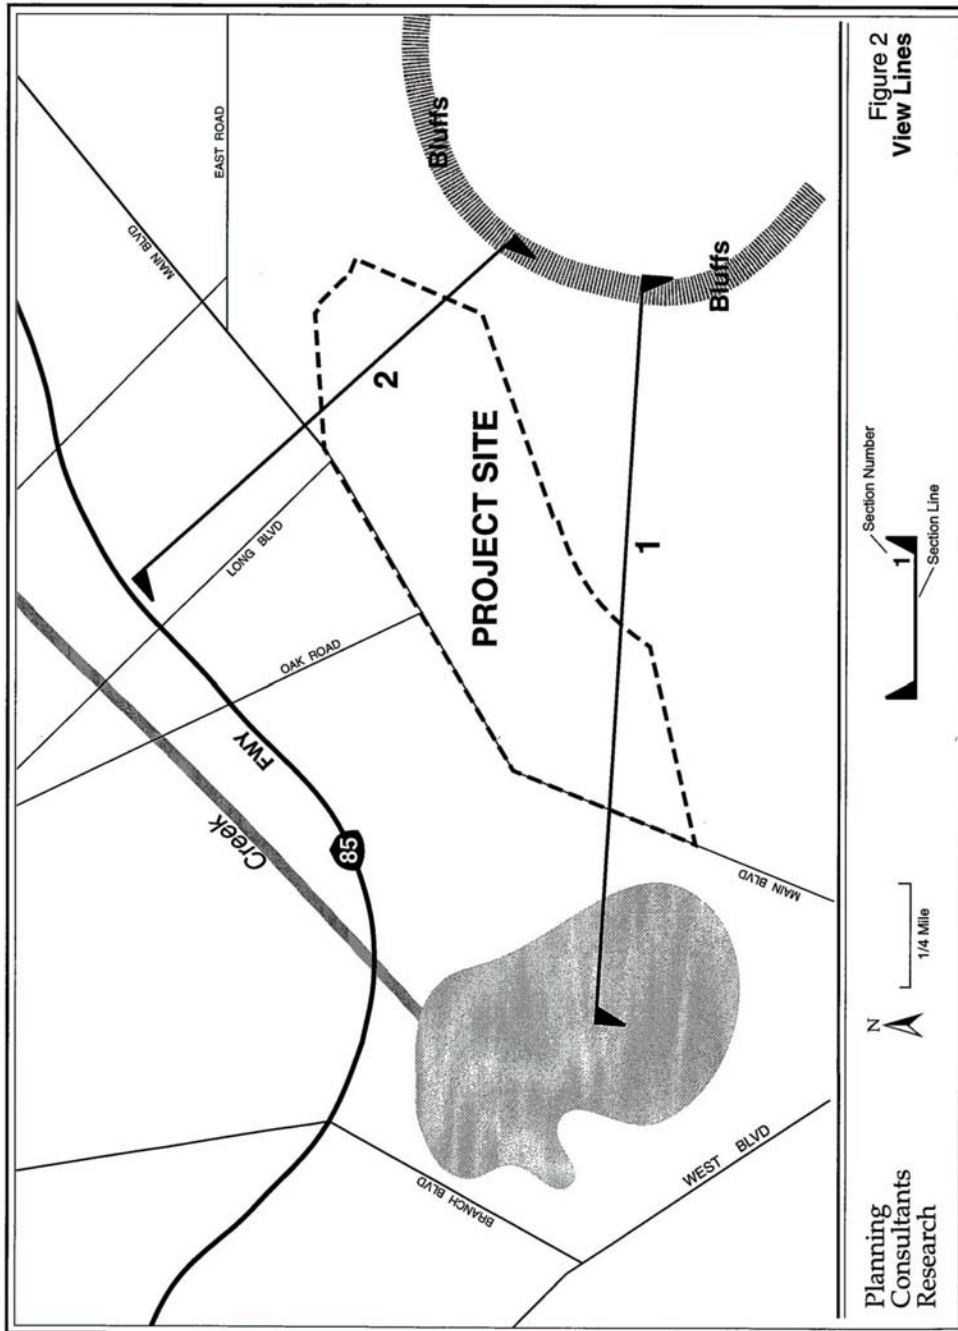 EAST ROAD
MAIN BLVD
Bluffs
Bluffs
2
LONG BLVD
PROJECT SITE
1
OAK ROAD
FWY
Creek
85
MAIN BLVD
BRANCH BLVD
WEST BLVD
Planning
Consultants
Research
N
1/4 Mile
1
Section Number
Section Line
Figure 2
View Lines